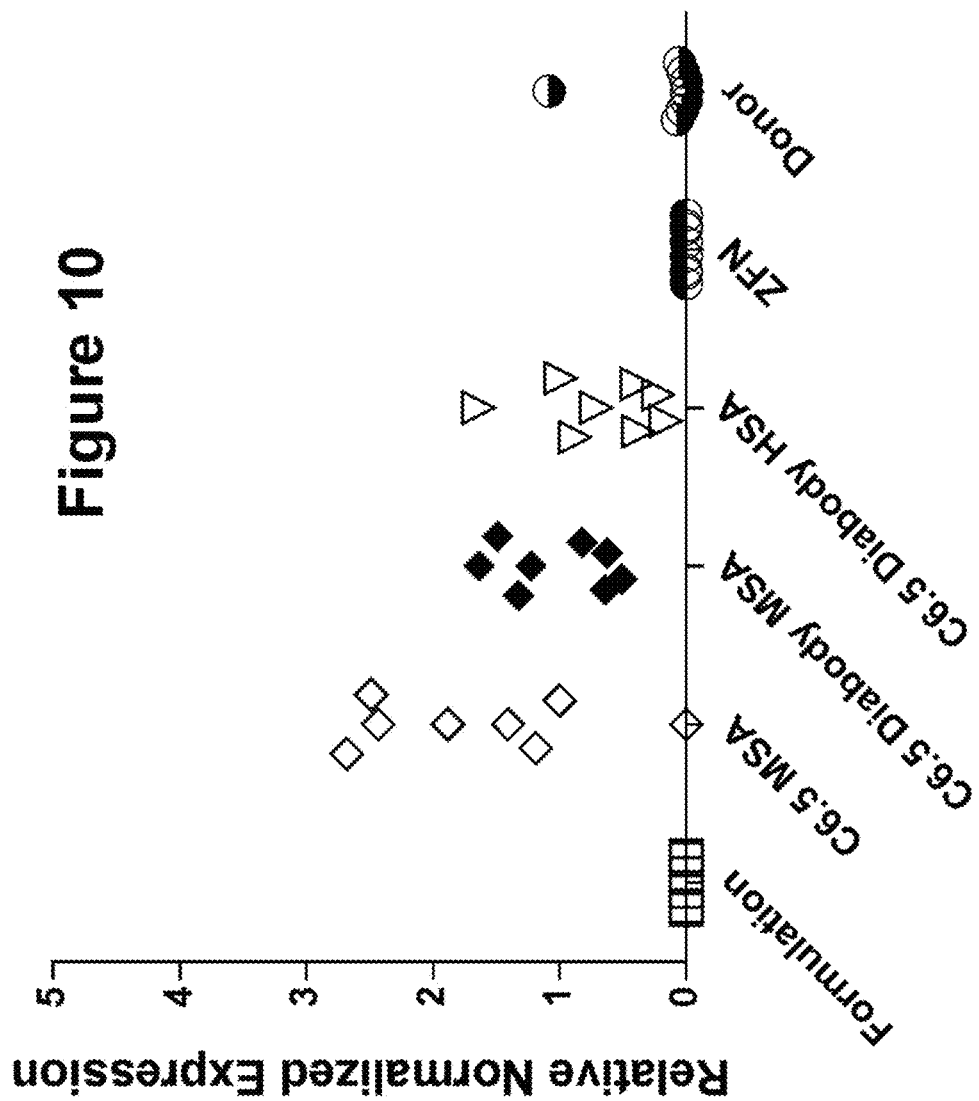 Figure 10
Relative Normalized Expression
5
4
3
2
1
0
Formulation
C6.5 MSA
C6.5 Diabody MSA
C6.5 Diabody HSA
ZFN
Donor